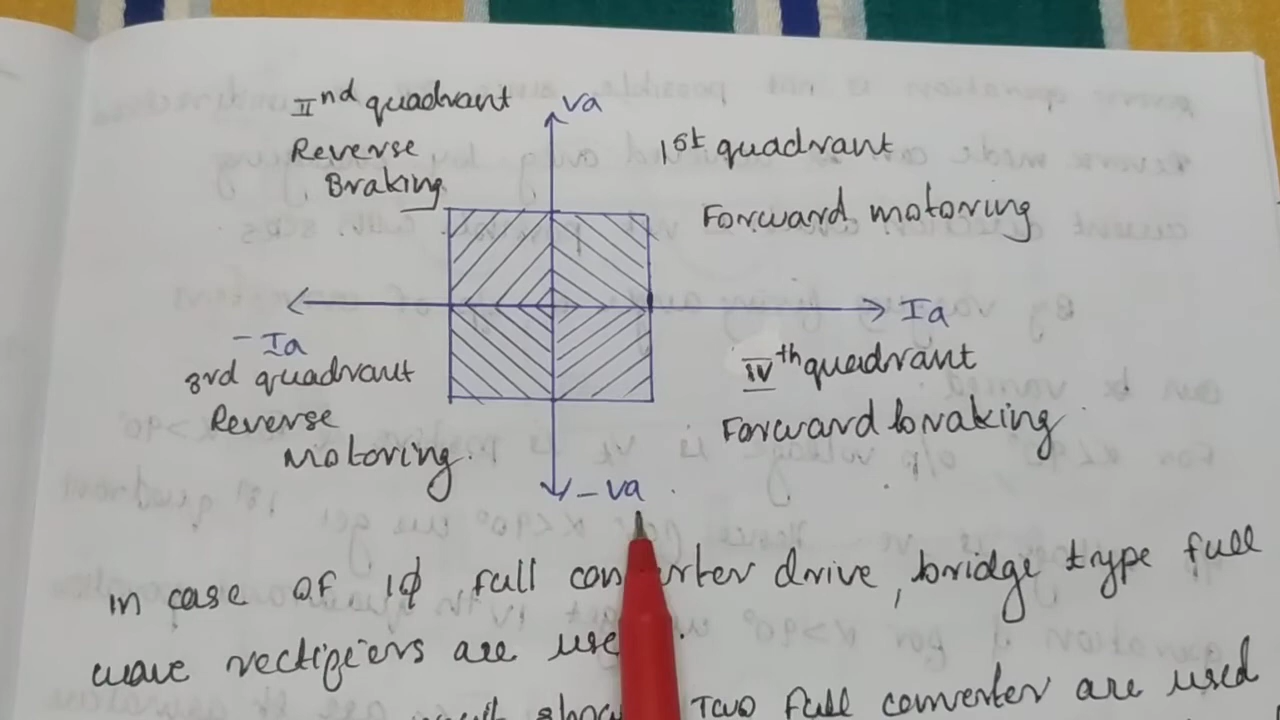 IInd quadrant
Reverse
Braking
Va
1st quadrant
Forward motoring
Ia
-Ia
3rd quadrant
Reverse
Motoring.
IVth quadrant
Forward braking
-Va
in case of 1φ full converter drive, bridge type full
wave rectifiers are used.
Two full converter are used